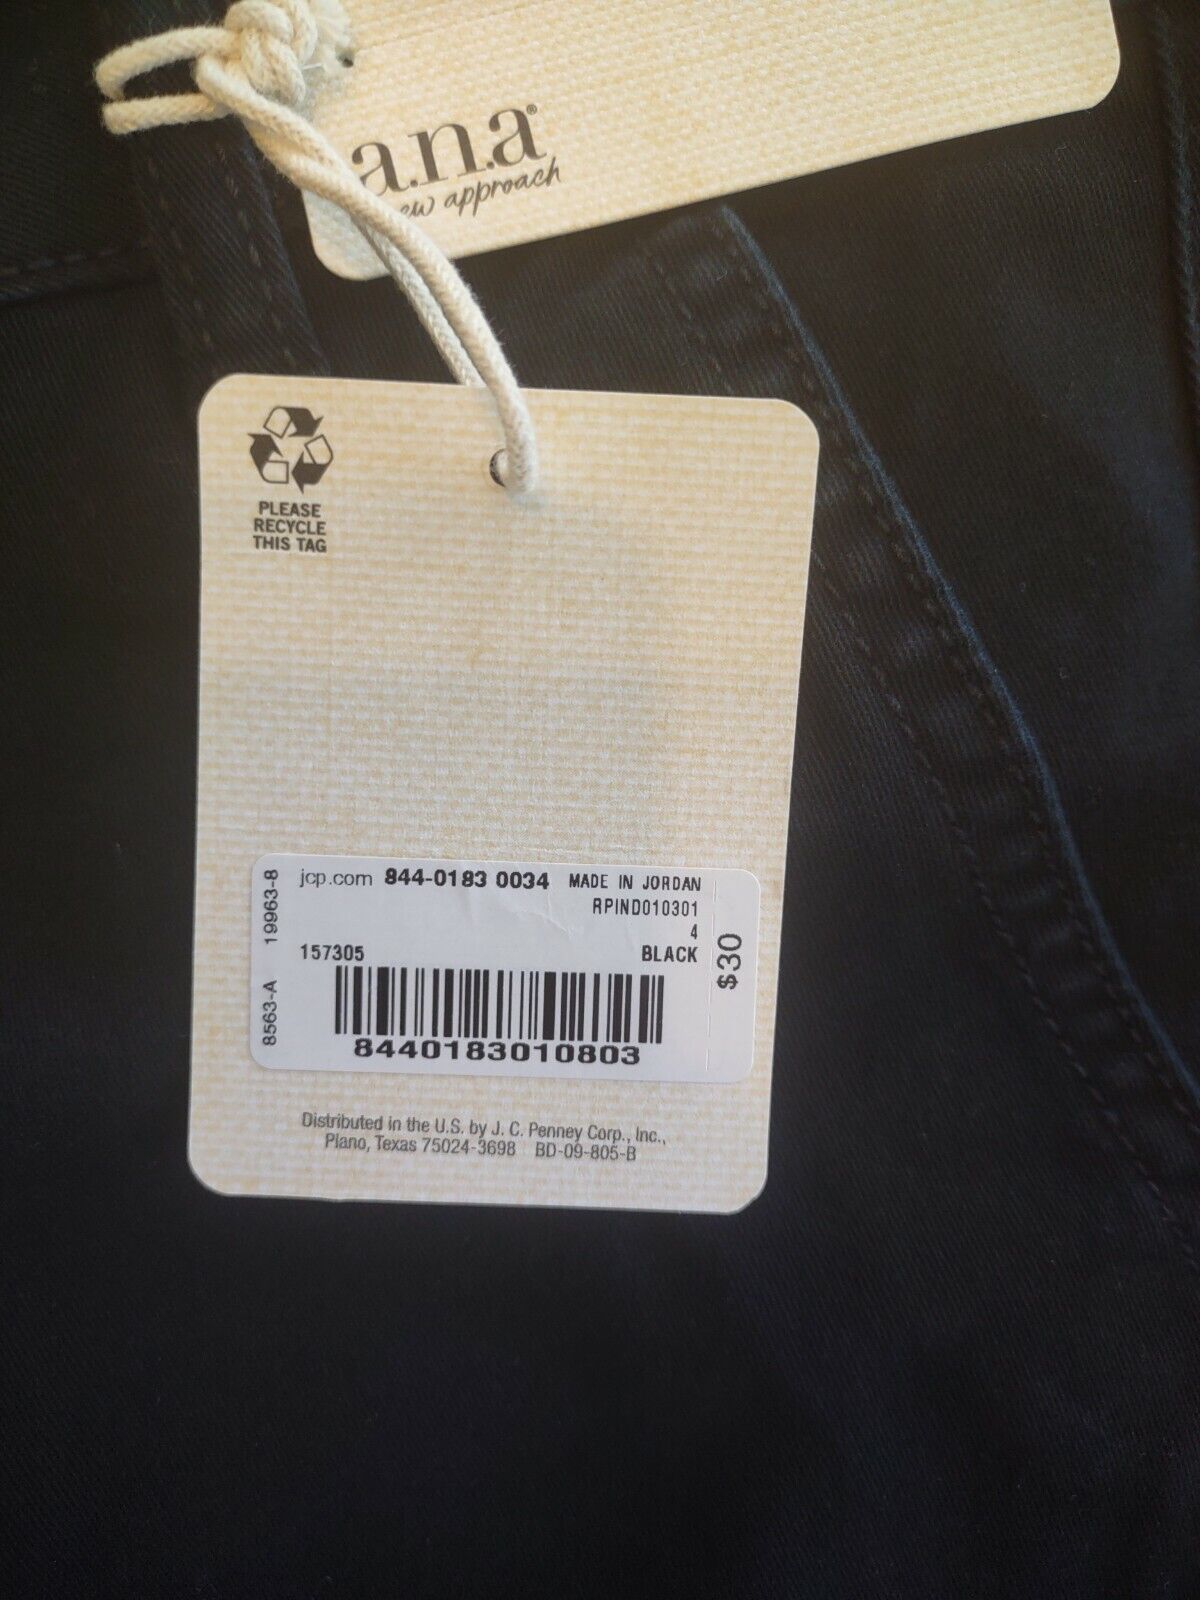 a.n.a®
approach
PLEASE
RECYCLE
THIS TAG
jcp.com 844-0183 0034 MADE IN JORDAN
RPIND010301
4
157305 BLACK
$30
8563-A 19963-8
8440183010803
Distributed in the U.S. by J. C. Penney Corp., Inc.,
Plano, Texas 75024-3698 BD-09-805-B